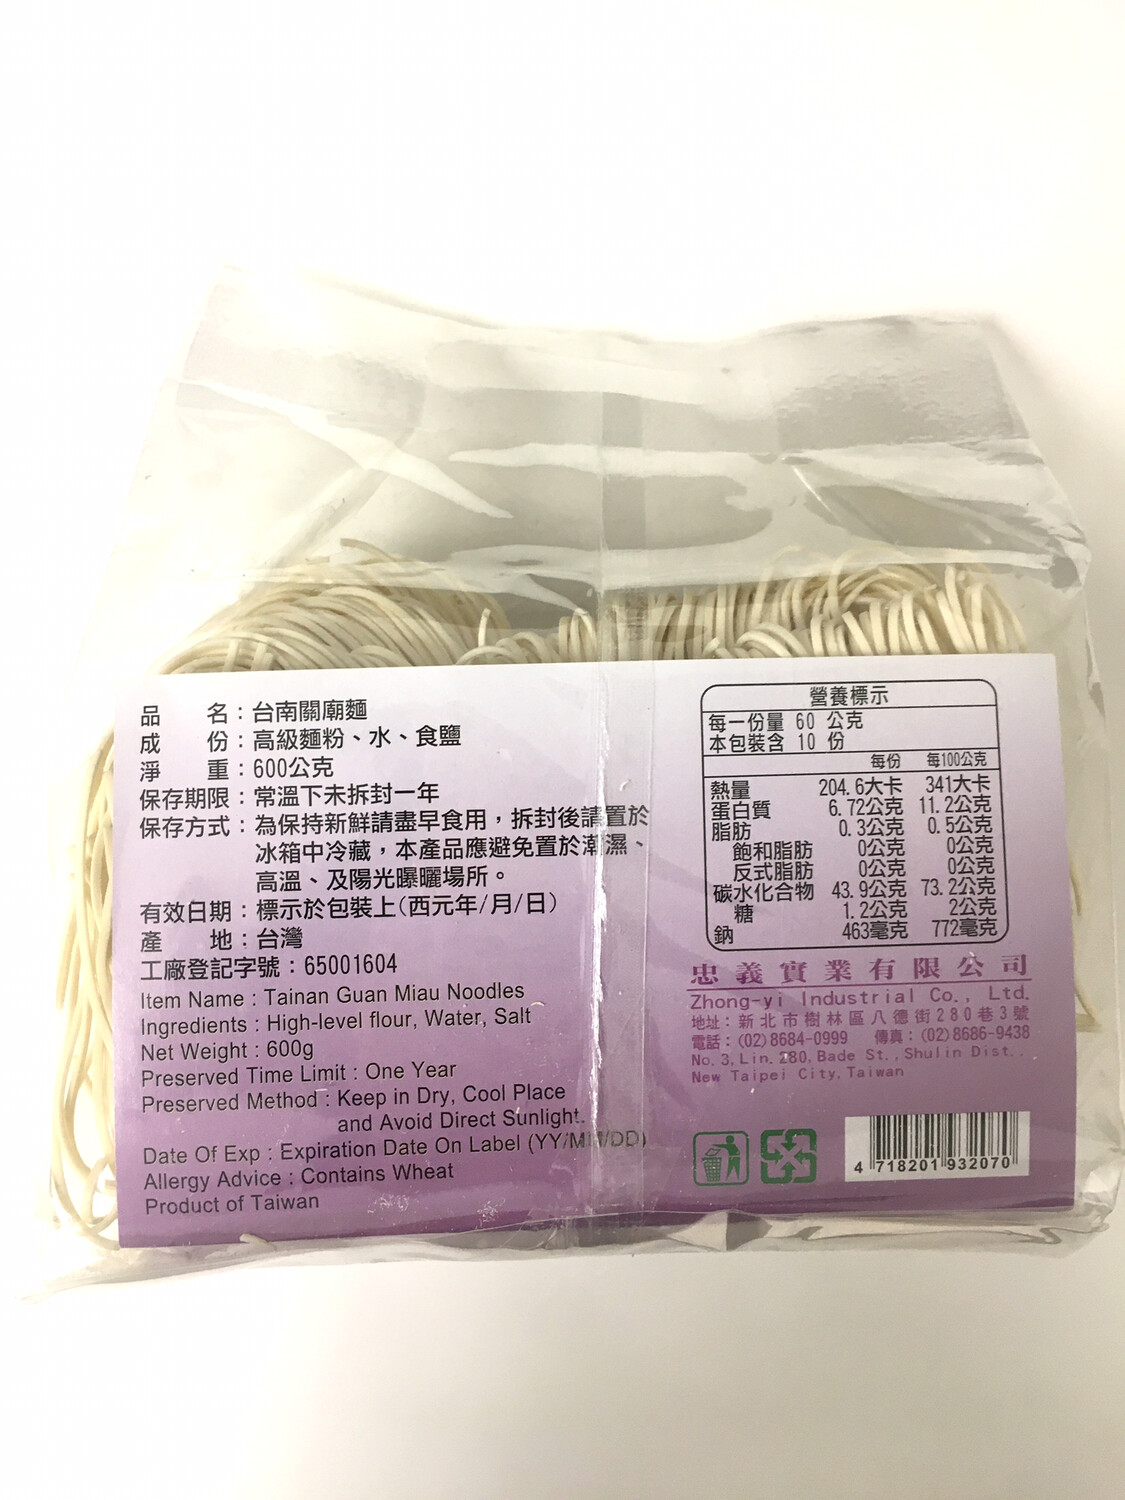 品　　名：台南關廟麵
成　　份：高級麵粉、水、食鹽
淨　　重：600公克
保存期限：常溫下未拆封一年
保存方式：為保持新鮮請盡早食用，拆封後請置於
冰箱中冷藏，本產品應避免置於潮濕、
高溫、及陽光曝曬場所。
有效日期：標示於包裝上(西元年/月/日)
產　　地：台灣
工廠登記字號：65001604
Item Name : Tainan Guan Miau Noodles
Ingredients : High-level flour, Water, Salt
Net Weight : 600g
Preserved Time Limit : One Year
Preserved Method : Keep in Dry, Cool Place
and Avoid Direct Sunlight.
Date Of Exp : Expiration Date On Label (YY/MM/DD)
Allergy Advice : Contains Wheat
Product of Taiwan
營養標示
每一份量 60 公克
本包裝含 10 份
每份 每100公克
熱量 204.6大卡 341大卡
蛋白質 6.72公克 11.2公克
脂肪 0.3公克 0.5公克
飽和脂肪 0公克 0公克
反式脂肪 0公克 0公克
碳水化合物 43.9公克 73.2公克
糖 1.2公克 2公克
鈉 463毫克 772毫克
忠義實業有限公司
Zhong-yi Industrial Co., Ltd.
地址：新北市樹林區八德街280巷3號
電話：(02)8684-0999 傳真：(02)8686-9438
No.3, Lin. 280, Bade St., Shulin Dist.,
New Taipei City, Taiwan
4 718201 932070